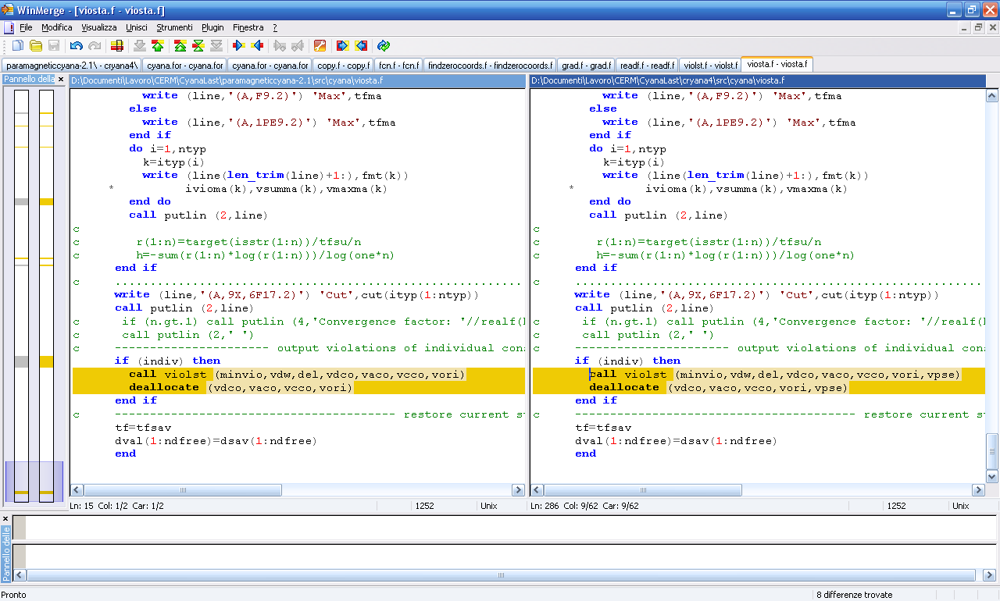 WinMerge - [viosta.f - viosta.f]
File Modifica Visualizza Unisci Strumenti Plugin Finestra ?
paramagneticcyana-2.1\ - cryana4\ cyana.for - cyana.for cyana.for - cyana.for copy.f - copy.f fcn.f - fcn.f findzerocoords.f - findzerocoords.f grad.f - grad.f readf.f - readf.f violst.f - violst.f viosta.f - viosta.f
Pannello della
D:\Documenti\Lavoro\CERM\CyanaLast\paramagneticcyana-2.1\src\cyana\viosta.f
write (line,'(A,F9.2)') 'Max',tfma
else
write (line,'(A,1PE9.2)') 'Max',tfma
end if
do i=1,ntyp
k=ityp(i)
write (line(len_trim(line)+1:),fmt(k))
* ivioma(k),vsumma(k),vmaxma(k)
end do
call putlin (2,line)
c
c r(1:n)=target(isstr(1:n))/tfsu/n
c h=-sum(r(1:n)*log(r(1:n)))/log(one*n)
end if
c ..........................................................
write (line,'(A,9X,6F17.2)') 'Cut',cut(ityp(1:ntyp))
call putlin (2,line)
c if (n.gt.1) call putlin (4,'Convergence factor: '//realf(
c call putlin (2,' ')
c ---------------------- output violations of individual con
if (indiv) then
call violst (minvio,vdw,del,vdco,vaco,vcco,vori)
deallocate (vdco,vaco,vcco,vori)
end if
c ---------------------------------------- restore current s
tf=tfsav
dval(1:ndfree)=dsav(1:ndfree)
end
Ln: 15 Col: 1/2 Car: 1/2 1252 Unix
D:\Documenti\Lavoro\CERM\CyanaLast\cryana4\src\cyana\viosta.f
write (line,'(A,F9.2)') 'Max',tfma
else
write (line,'(A,1PE9.2)') 'Max',tfma
end if
do i=1,ntyp
k=ityp(i)
write (line(len_trim(line)+1:),fmt(k))
* ivioma(k),vsumma(k),vmaxma(k)
end do
call putlin (2,line)
c
c r(1:n)=target(isstr(1:n))/tfsu/n
c h=-sum(r(1:n)*log(r(1:n)))/log(one*n)
end if
c ..........................................................
write (line,'(A,9X,6F17.2)') 'Cut',cut(ityp(1:ntyp))
call putlin (2,line)
c if (n.gt.1) call putlin (4,'Convergence factor: '//realf(
c call putlin (2,' ')
c ---------------------- output violations of individual con
if (indiv) then
call violst (minvio,vdw,del,vdco,vaco,vcco,vori,vpse)
deallocate (vdco,vaco,vcco,vori,vpse)
end if
c ---------------------------------------- restore current s
tf=tfsav
dval(1:ndfree)=dsav(1:ndfree)
end
Ln: 286 Col: 9/62 Car: 9/62 1252 Unix
Pannello delle
Pronto 8 differenze trovate